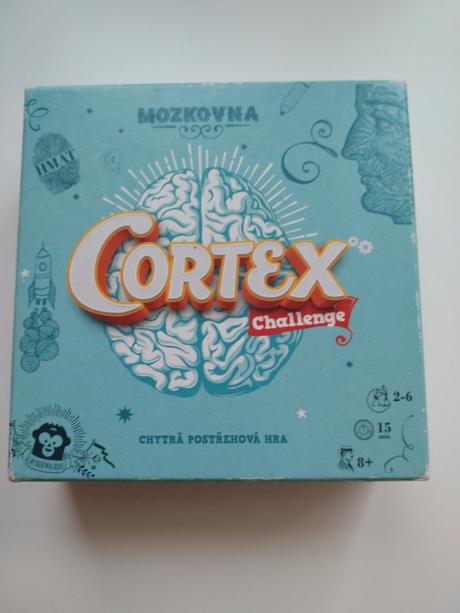 MOZKOVNA
HMAT
CORTEX
Challenge
CHYTRÁ POSTŘEHOVÁ HRA
2-6
15
min
8+